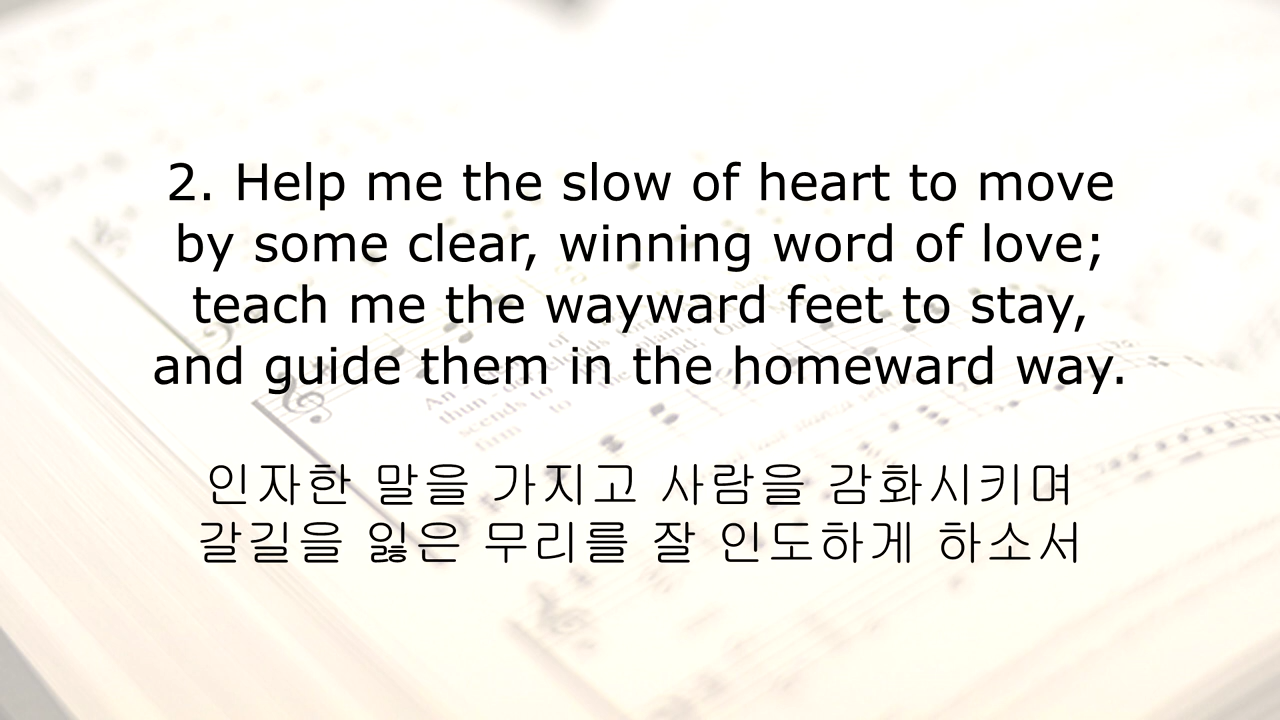 2. Help me the slow of heart to move
by some clear, winning word of love;
teach me the wayward feet to stay,
and guide them in the homeward way.
인자한 말을 가지고 사람을 감화시키며
갈길을 잃은 무리를 잘 인도하게 하소서